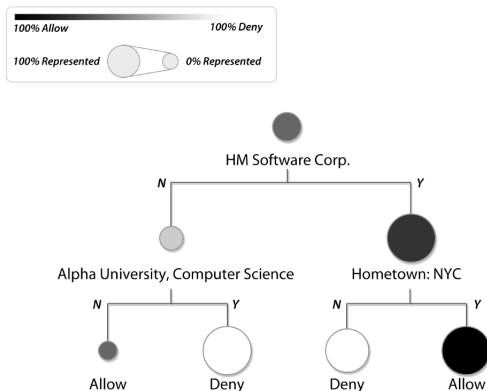 100% Allow 100% Deny
100% Represented 0% Represented
HM Software Corp.
N Y
Alpha University, Computer Science Hometown: NYC
N Y N Y
Allow Deny Deny Allow